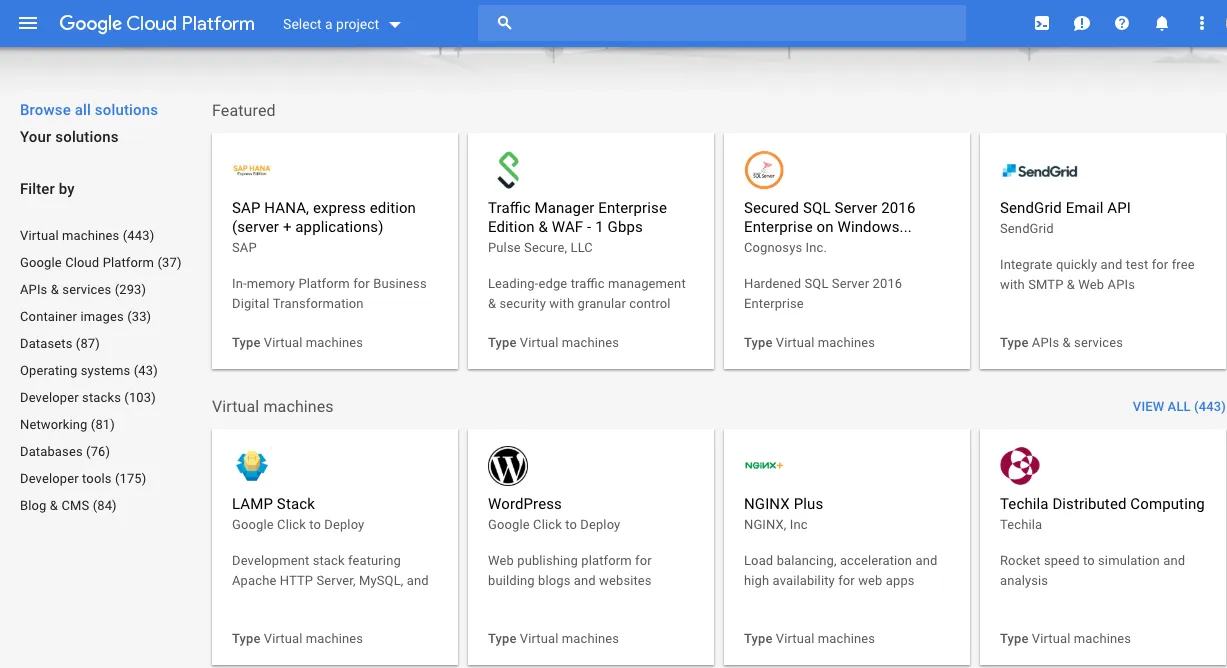 Google Cloud Platform
Select a project
Browse all solutions
Your solutions
Filter by
Virtual machines (443)
Google Cloud Platform (37)
APIs & services (293)
Container images (33)
Datasets (87)
Operating systems (43)
Developer stacks (103)
Networking (81)
Databases (76)
Developer tools (175)
Blog & CMS (84)
Featured
SAP HANA
Express Edition
SAP HANA, express edition
(server + applications)
SAP
In-memory Platform for Business
Digital Transformation
Type Virtual machines
Traffic Manager Enterprise
Edition & WAF - 1 Gbps
Pulse Secure, LLC
Leading-edge traffic management
& security with granular control
Type Virtual machines
SQL Server
Secured SQL Server 2016
Enterprise on Windows...
Cognosys Inc.
Hardened SQL Server 2016
Enterprise
Type Virtual machines
SendGrid
SendGrid Email API
SendGrid
Integrate quickly and test for free
with SMTP & Web APIs
Type APIs & services
Virtual machines
VIEW ALL (443)
LAMP Stack
Google Click to Deploy
Development stack featuring
Apache HTTP Server, MySQL, and
Type Virtual machines
WordPress
Google Click to Deploy
Web publishing platform for
building blogs and websites
Type Virtual machines
NGINX+
NGINX Plus
NGINX, Inc
Load balancing, acceleration and
high availability for web apps
Type Virtual machines
Techila Distributed Computing
Techila
Rocket speed to simulation and
analysis
Type Virtual machines